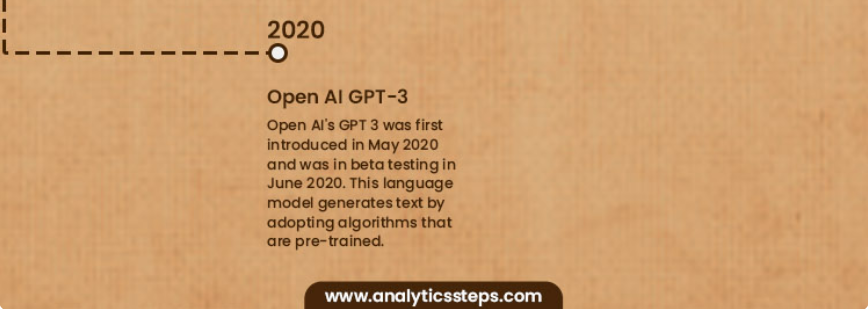 2020
Open AI GPT-3
Open AI's GPT 3 was first
introduced in May 2020
and was in beta testing in
June 2020. This language
model generates text by
adopting algorithms that
are pre-trained.
www.analyticssteps.com